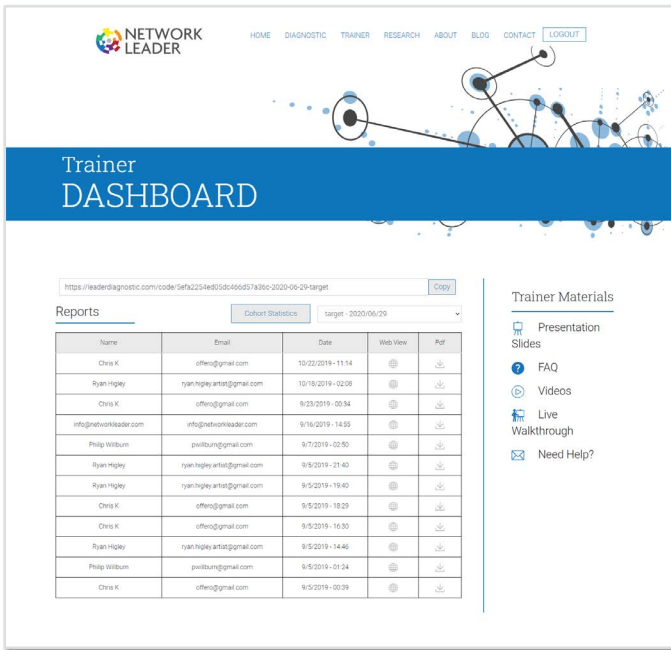 NETWORK
LEADER
HOME DIAGNOSTIC TRAINER RESEARCH ABOUT BLOG CONTACT LOGOUT
Trainer
DASHBOARD
https://leaderdiagnostic.com/code/5efa2254ed05dc466d57a36c-2020-06-29-target Copy
Reports Cohort Statistics target - 2020/06/29
Name Email Date Web View Pdf
Chris K offero@gmail.com 10/22/2019 - 11:14
Ryan Higley ryan.higley.artist@gmail.com 10/18/2019 - 02:08
Chris K offero@gmail.com 9/23/2019 - 00:34
info@networkleader.com info@networkleader.com 9/16/2019 - 14:55
Philip Willburn pwillburn@gmail.com 9/7/2019 - 02:50
Ryan Higley ryan.higley.artist@gmail.com 9/5/2019 - 21:40
Ryan Higley ryan.higley.artist@gmail.com 9/5/2019 - 19:40
Chris K offero@gmail.com 9/5/2019 - 18:29
Chris K offero@gmail.com 9/5/2019 - 16:30
Ryan Higley ryan.higley.artist@gmail.com 9/5/2019 - 14:46
Philip Willburn pwillburn@gmail.com 9/5/2019 - 01:24
Chris K offero@gmail.com 9/5/2019 - 00:39
Trainer Materials
Presentation
Slides
? FAQ
Videos
Live
Walkthrough
Need Help?